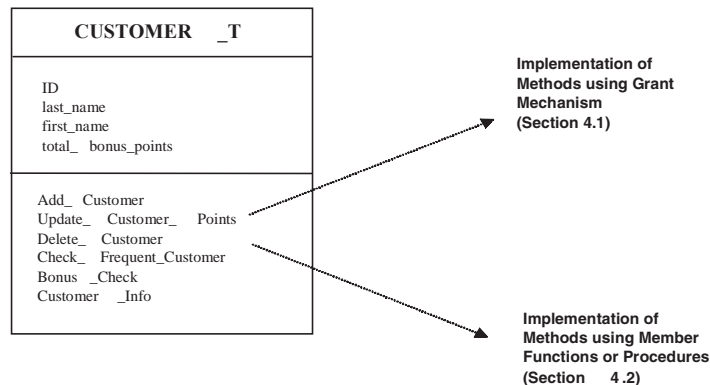 CUSTOMER _T
ID
last_name
first_name
total_ bonus_points
Add_ Customer
Update_ Customer_ Points
Delete_ Customer
Check_ Frequent_Customer
Bonus _Check
Customer _Info
Implementation of
Methods using Grant
Mechanism
(Section 4.1)
Implementation of
Methods using Member
Functions or Procedures
(Section 4.2)